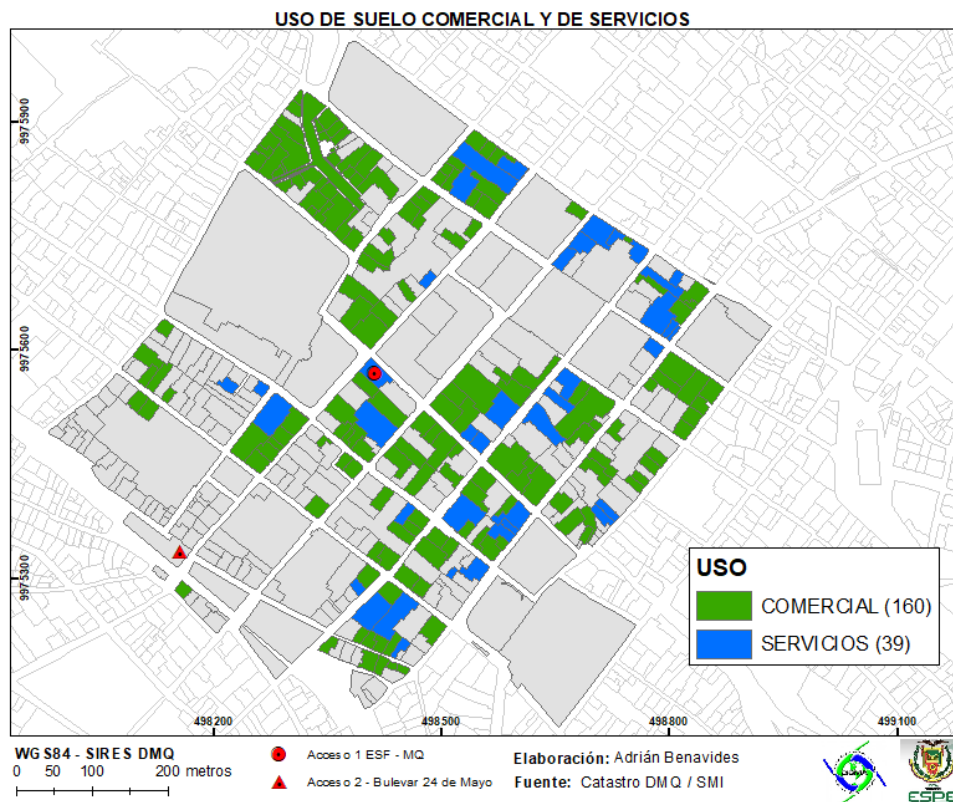 USO DE SUELO COMERCIAL Y DE SERVICIOS
9975900
9975600
9975300
USO
COMERCIAL (160)
SERVICIOS (39)
498200 498500 498800 499100
WGS84 - SIRES DMQ
0 50 100 200 metros
Acceso 1 ESF - MQ
Acceso 2 - Bulevar 24 de Mayo
Elaboración: Adrián Benavides
Fuente: Catastro DMQ / SMI
ESPE